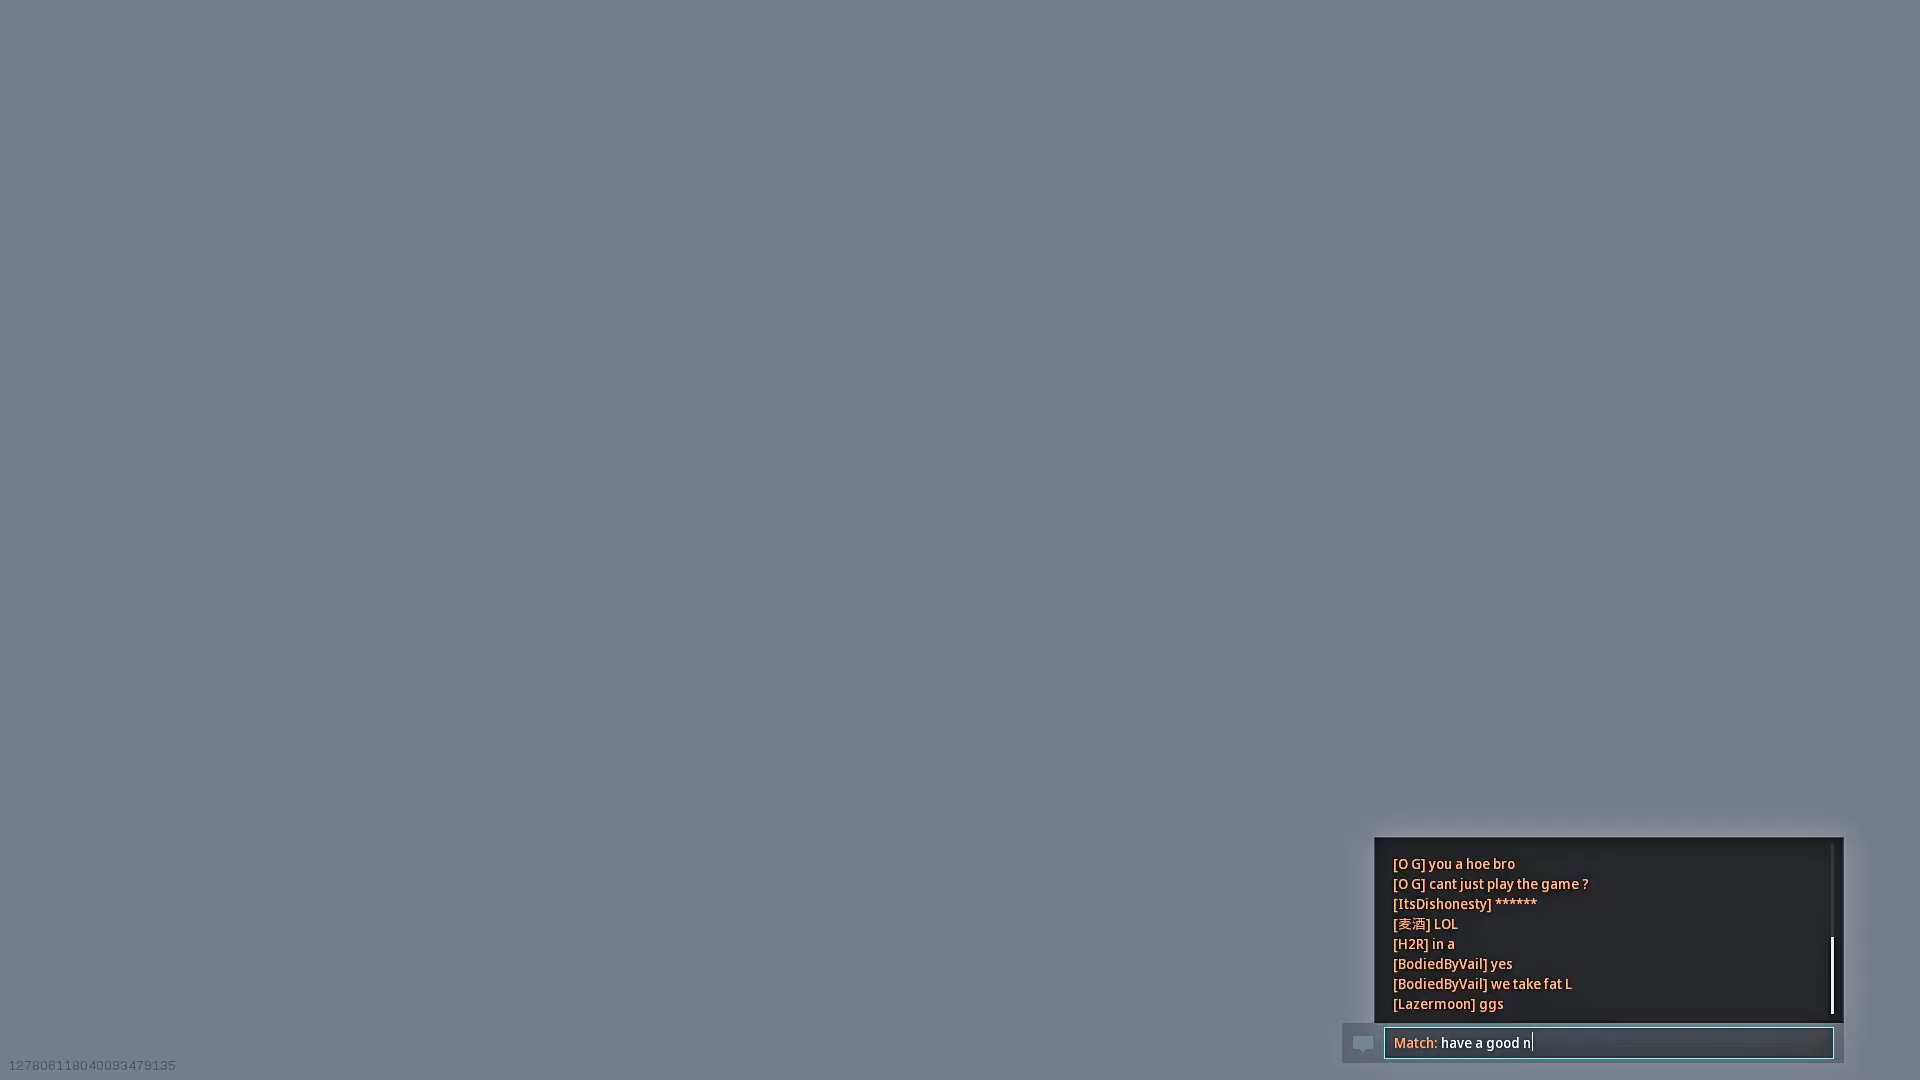 [O G] you a hoe bro
[O G] cant just play the game ?
[ItsDishonesty] ******
[麦酒] LOL
[H2R] in a
[BodiedByVail] yes
[BodiedByVail] we take fat L
[Lazermoon] ggs
Match: have a good n
127806118040093479135